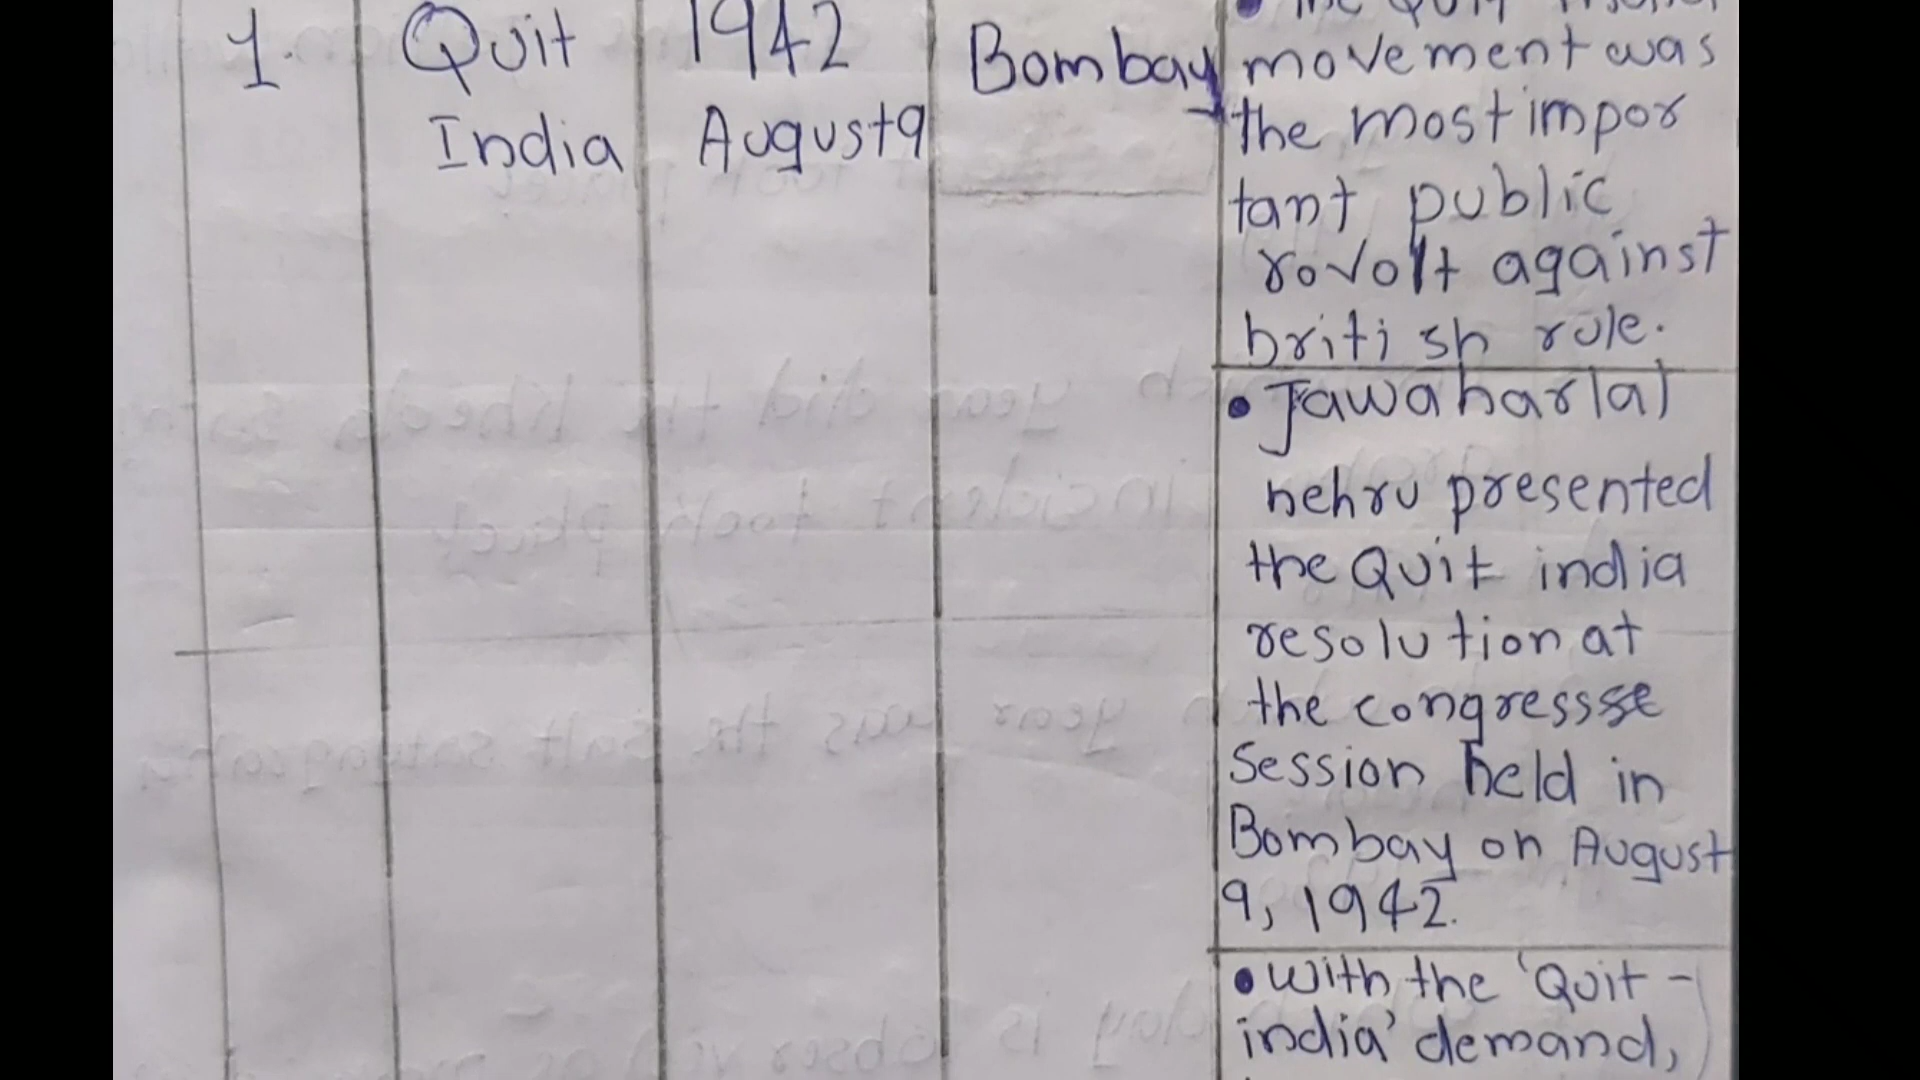 1. Quit 1942 Bombay
India August 9
movement was
the most impor
tant public
rovolt against
british rule.
• Jawaharlal
nehru presented
the Quit india
resolution at
the congressse
Session held in
Bombay on August
9, 1942.
• With the 'Quit -
india' demand,